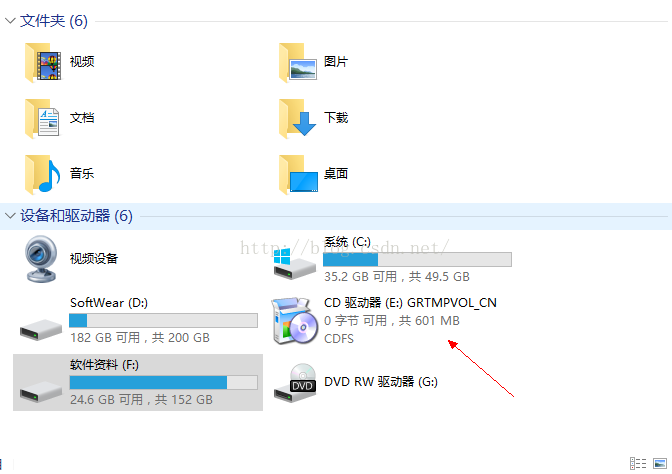 文件夹 (6)
视频
图片
文档
下载
音乐
桌面
设备和驱动器 (6)
http://blog.csdn.net/
视频设备
系统 (C:)
35.2 GB 可用，共 49.5 GB
SoftWear (D:)
182 GB 可用，共 200 GB
CD 驱动器 (E:) GRTMPVOL_CN
0 字节 可用，共 601 MB
CDFS
软件资料 (F:)
24.6 GB 可用，共 152 GB
DVD
DVD RW 驱动器 (G:)